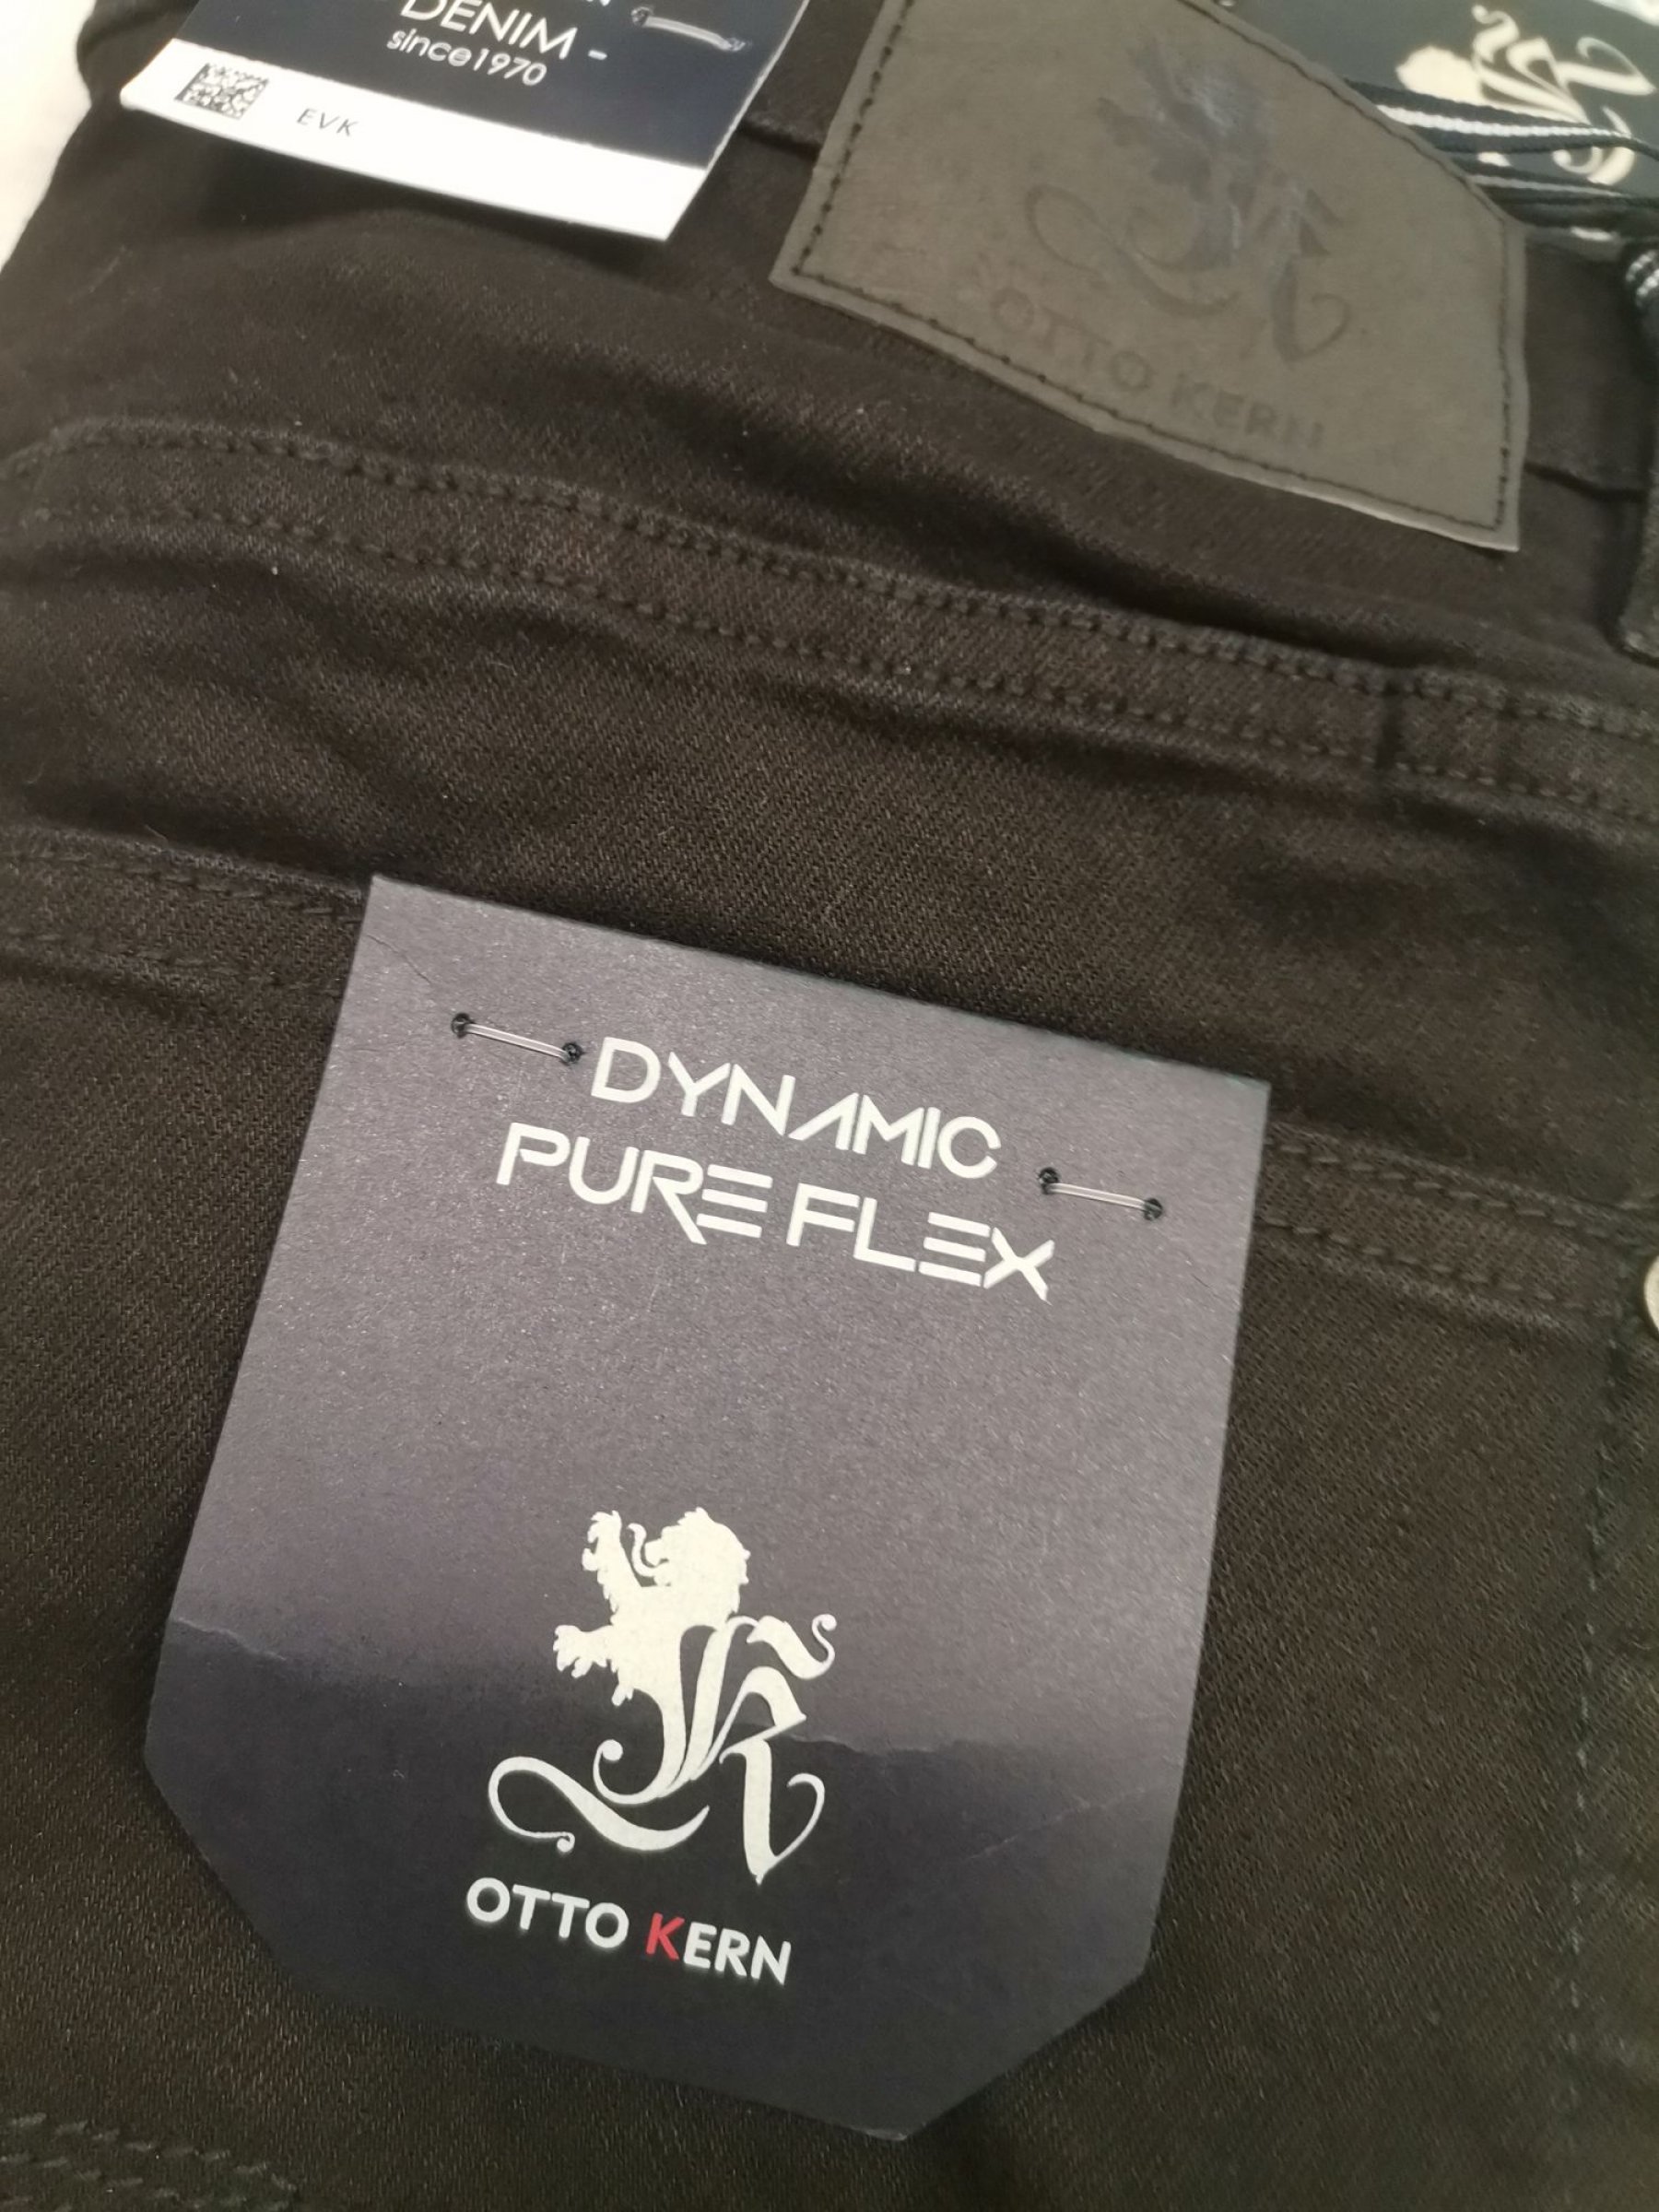 DENIM -
since1970
EVK
OTTO KERN
DYNAMIC
PURE FLEX
K
OTTO KERN